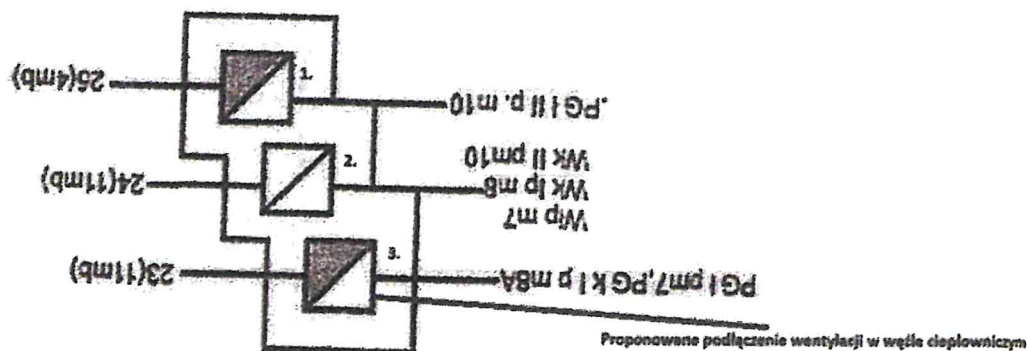 25(4mb)
1.
PG I II p. m10
24(11mb)
2.
WIp m7
Wk Ip m8
Wk II pm10
23(11mb)
3.
PG I pm7,PG k I p m8A
Proponowane podłączenie wentylacji w węźle cieplowniczym